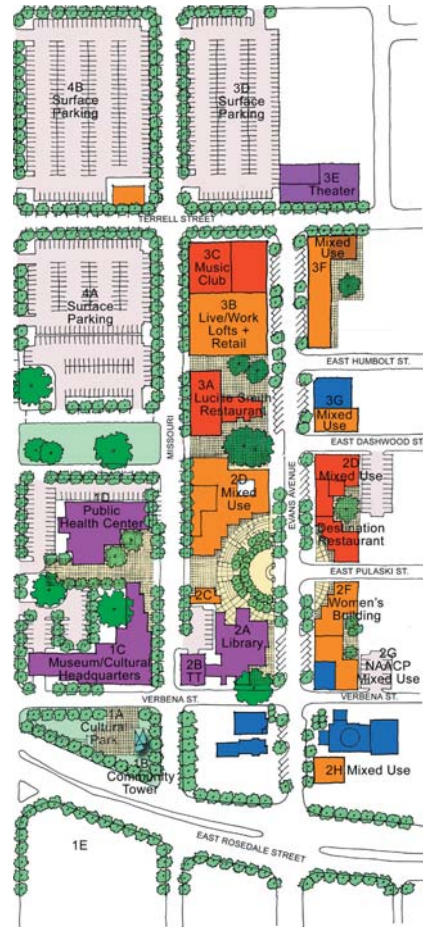 4B
Surface
Parking
3D
Surface
Parking
3E
Theater
TERRELL STREET
3C
Music
Club
Mixed
Use
3F
4A
Surface
Parking
3B
Live/Work
Lofts +
Retail
EAST HUMBOLT ST.
3A
Lucille Smith
Restaurant
3G
Mixed
Use
MISSOURI
EAST DASHWOOD ST.
EVANS AVENUE
1D
Public
Health Center
2D
Mixed
Use
2D
Mixed Use
Destination
Restaurant
EAST PULASKI ST.
2C
2F
Women's
Building
2A
Library
1C
Museum/Cultural
Headquarters
2B
TT
2G
NAACP
Mixed Use
VERBENA ST.
VERBENA ST.
1A
Cultural
Park
1B
Community
Tower
2H Mixed Use
EAST ROSEDALE STREET
1E